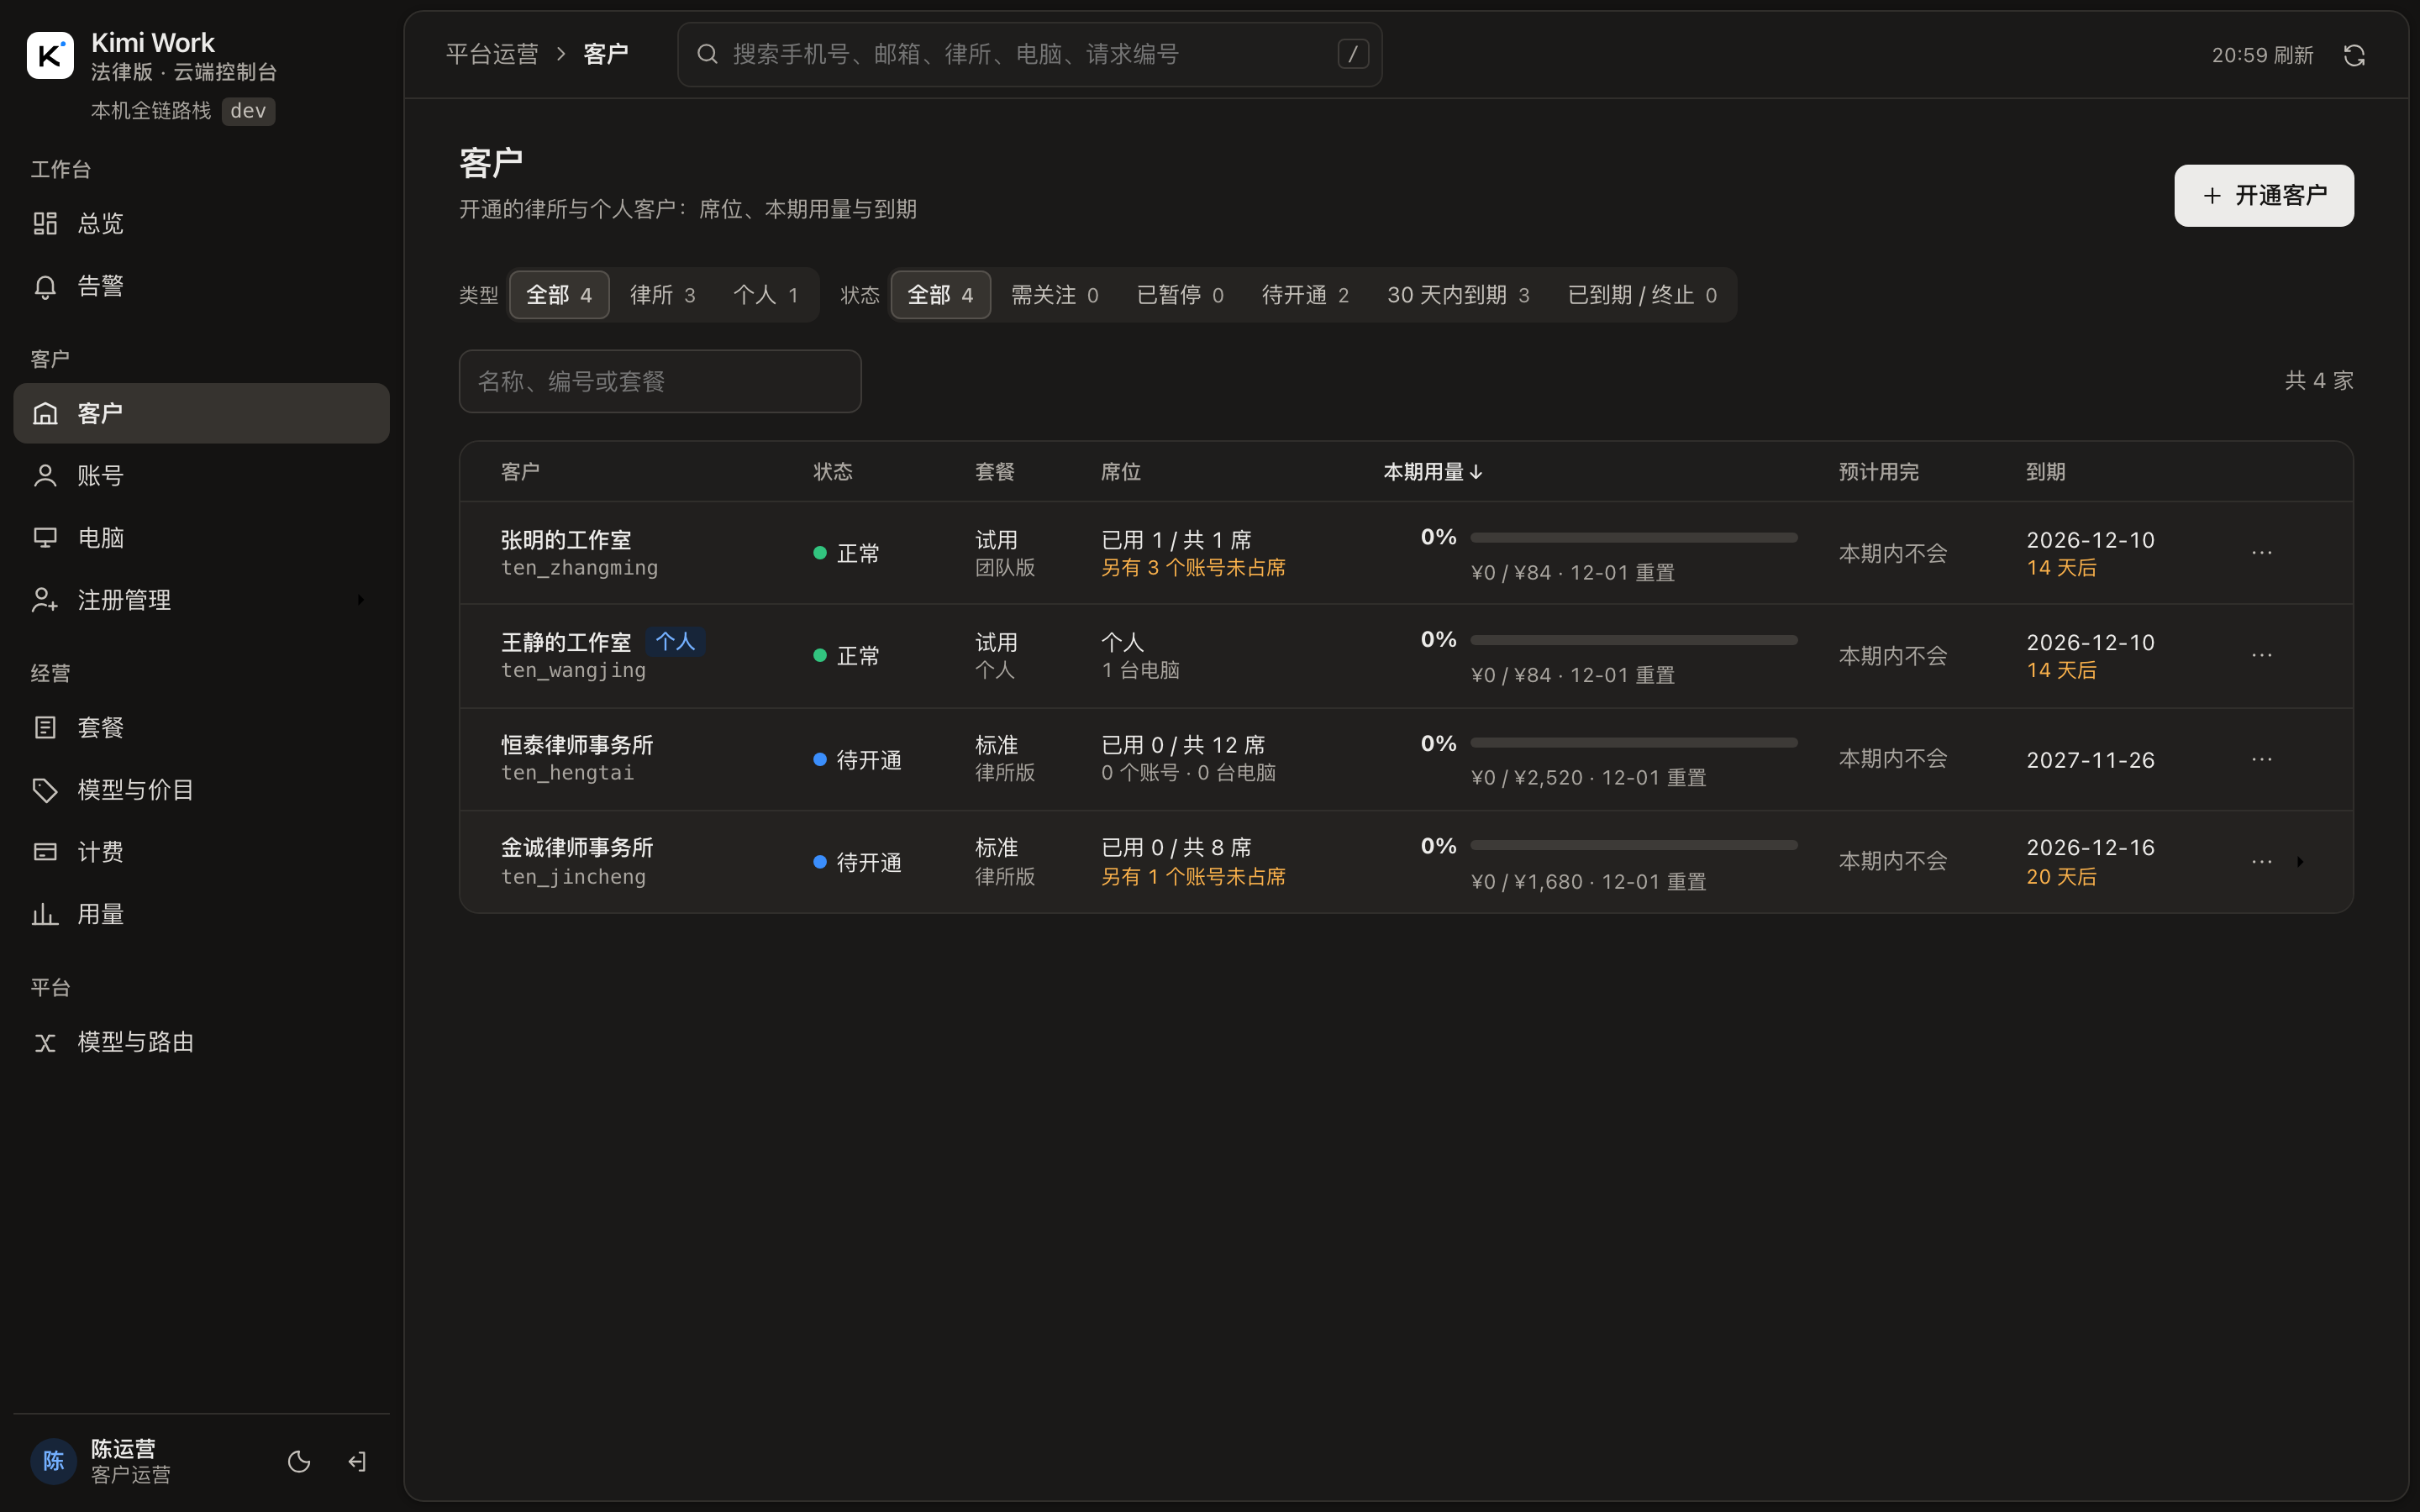 Kimi Work
法律版 · 云端控制台
本机全链路栈 dev
工作台
总览
告警
客户
客户
账号
电脑
注册管理
经营
套餐
模型与价目
计费
用量
平台
模型与路由
陈
陈运营
客户运营
平台运营 > 客户
搜索手机号、邮箱、律所、电脑、请求编号 /
20:59 刷新
客户
开通的律所与个人客户：席位、本期用量与到期
+ 开通客户
类型 全部 4 律所 3 个人 1 状态 全部 4 需关注 0 已暂停 0 待开通 2 30 天内到期 3 已到期 / 终止 0
名称、编号或套餐
共 4 家
客户 状态 套餐 席位 本期用量↓ 预计用完 到期
张明的工作室 正常 试用 已用 1 / 共 1 席 0% 本期内不会 2026-12-10 ···
ten_zhangming 团队版 另有 3 个账号未占席 ¥0 / ¥84 · 12-01 重置 14 天后
王静的工作室 个人 正常 试用 个人 0% 本期内不会 2026-12-10 ···
ten_wangjing 个人 1 台电脑 ¥0 / ¥84 · 12-01 重置 14 天后
恒泰律师事务所 待开通 标准 已用 0 / 共 12 席 0% 本期内不会 2027-11-26 ···
ten_hengtai 律所版 0 个账号 · 0 台电脑 ¥0 / ¥2,520 · 12-01 重置
金诚律师事务所 待开通 标准 已用 0 / 共 8 席 0% 本期内不会 2026-12-16 ···
ten_jincheng 律所版 另有 1 个账号未占席 ¥0 / ¥1,680 · 12-01 重置 20 天后